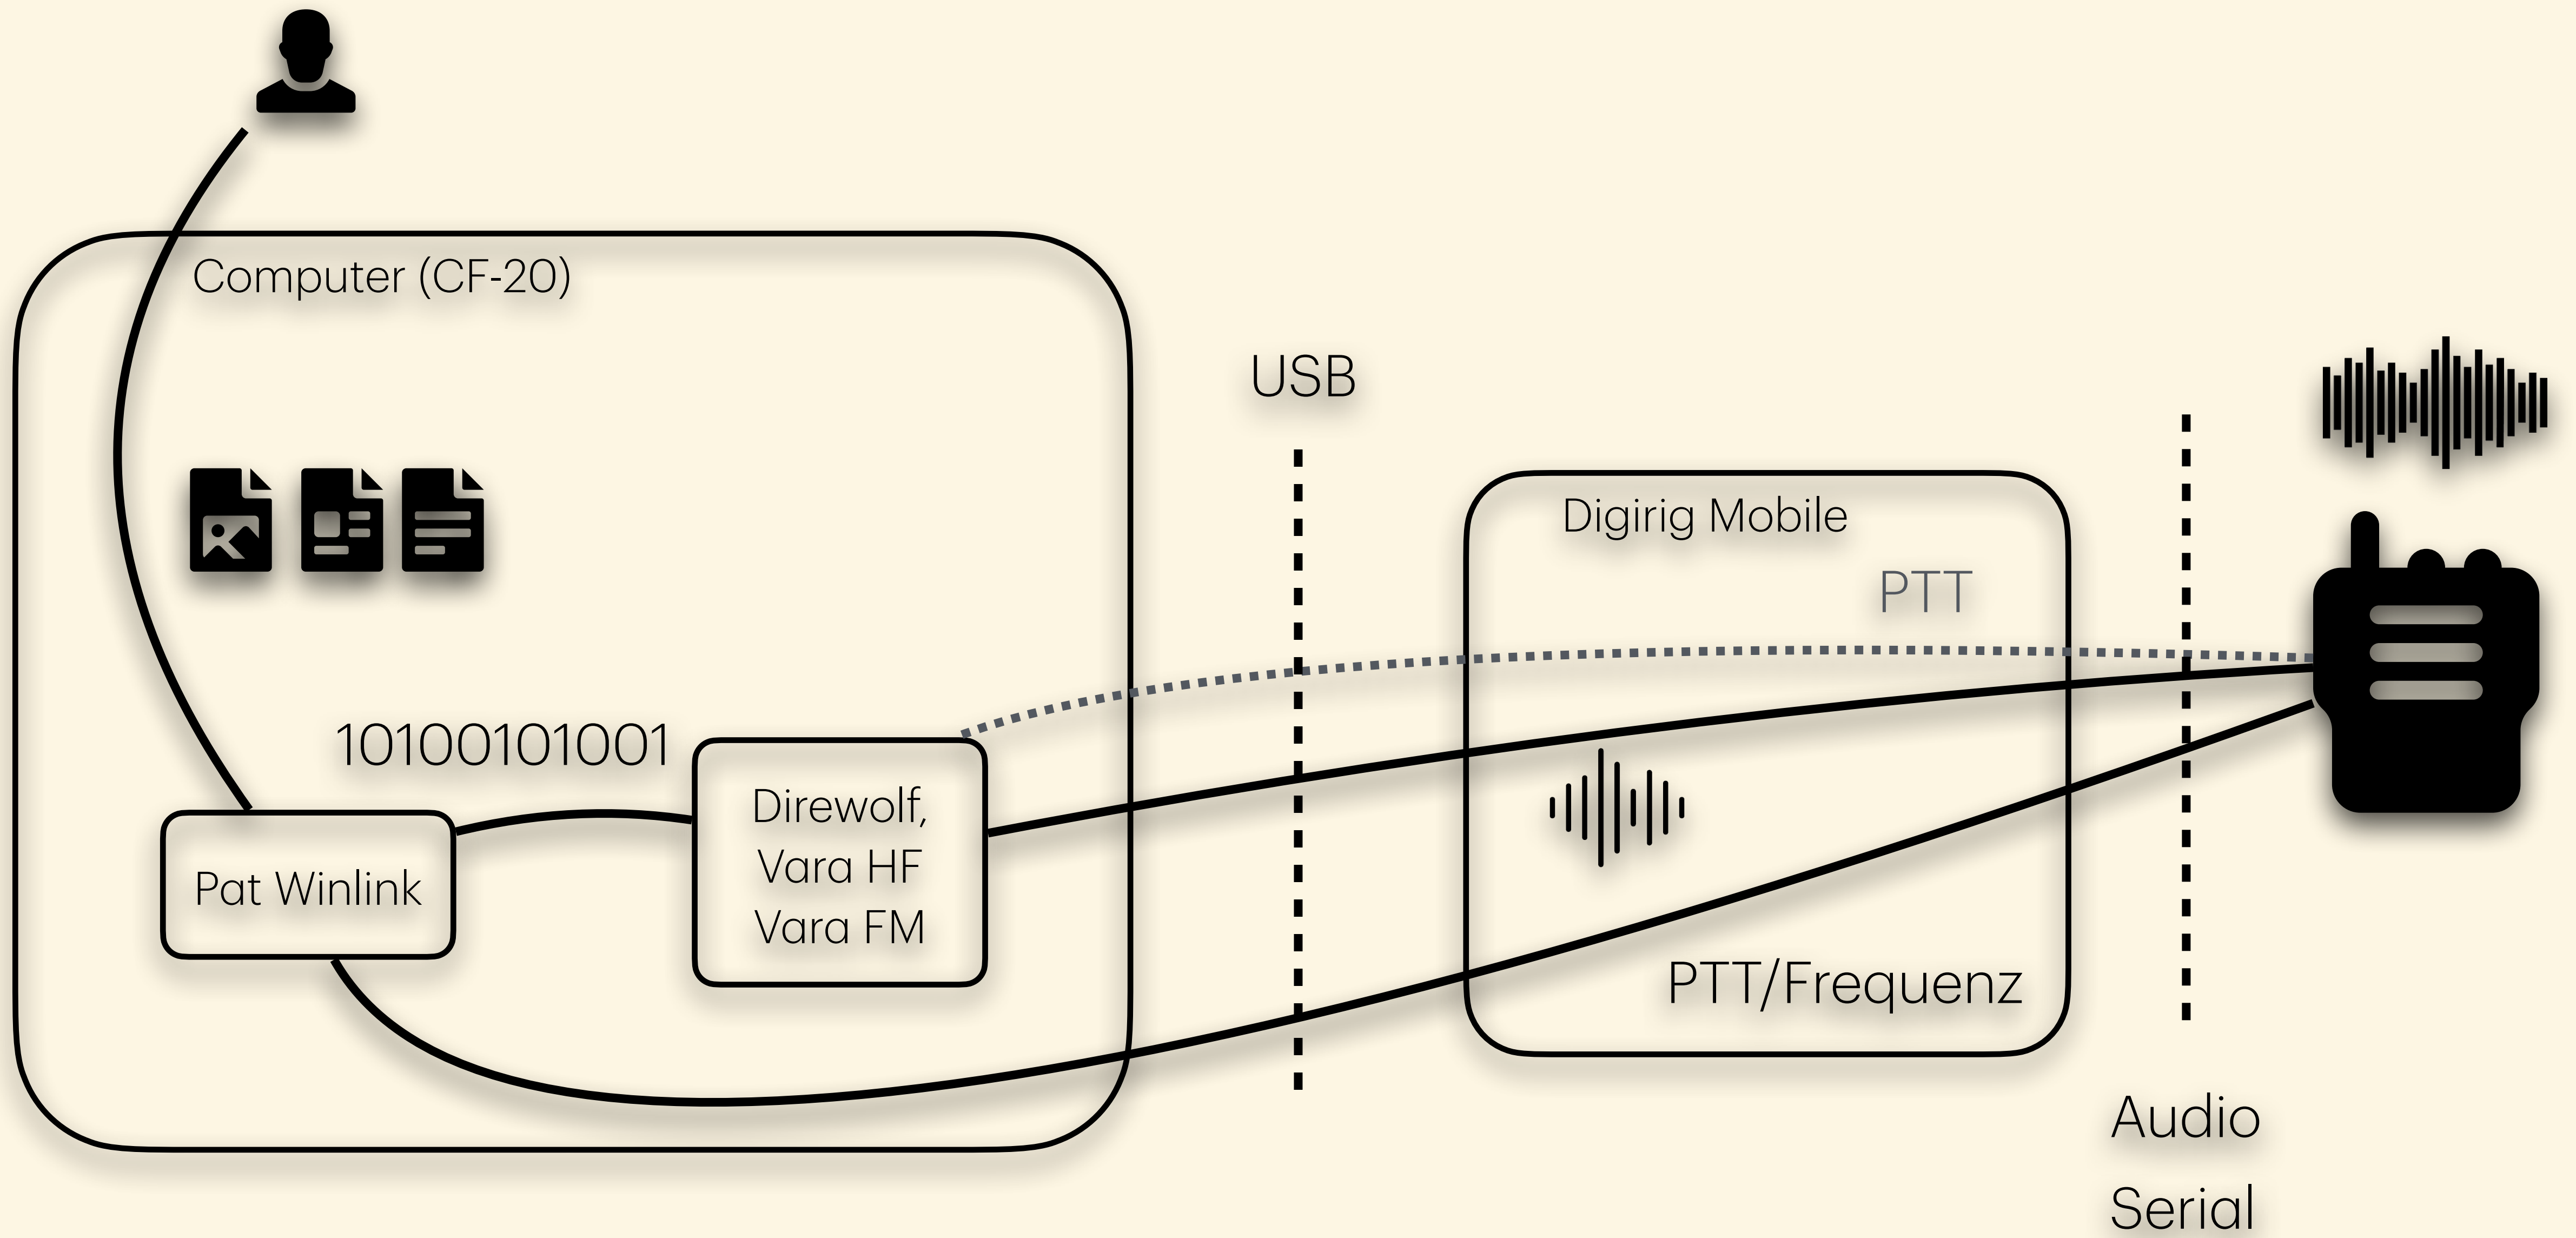 Computer (CF-20)
USB
Digirig Mobile
PTT
10100101001
Direwolf,
Vara HF
Vara FM
Pat Winlink
PTT/Frequenz
Audio
Serial